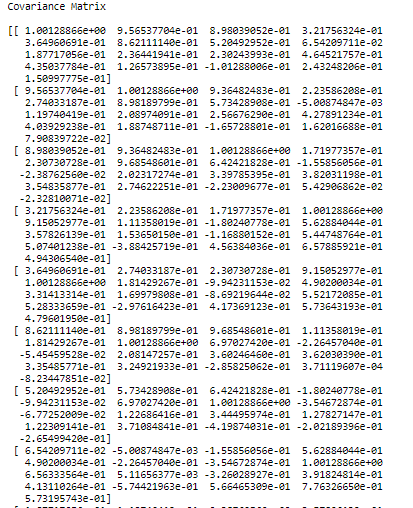 Covariance Matrix
[[ 1.00128866e+00 9.56537704e-01 8.98039052e-01 3.21756324e-01
3.64960691e-01 8.62111140e-01 5.20492952e-01 6.54209711e-02
1.87717056e-01 2.36441941e-01 2.30243993e-01 4.64521757e-01
4.35037784e-01 1.26573895e-01 -1.01288006e-01 2.43248206e-01
1.50997775e-01]
[ 9.56537704e-01 1.00128866e+00 9.36482483e-01 2.23586208e-01
2.74033187e-01 8.98189799e-01 5.73428908e-01 -5.00874847e-03
1.19740419e-01 2.08974091e-01 2.56676290e-01 4.27891234e-01
4.03929238e-01 1.88748711e-01 -1.65728801e-01 1.62016688e-01
7.90839722e-02]
[ 8.98039052e-01 9.36482483e-01 1.00128866e+00 1.71977357e-01
2.30730728e-01 9.68548601e-01 6.42421828e-01 -1.55856056e-01
-2.38762560e-02 2.02317274e-01 3.39785395e-01 3.82031198e-01
3.54835877e-01 2.74622251e-01 -2.23009677e-01 5.42906862e-02
-2.32810071e-02]
[ 3.21756324e-01 2.23586208e-01 1.71977357e-01 1.00128866e+00
9.15052977e-01 1.11358019e-01 -1.80240778e-01 5.62884044e-01
3.57826139e-01 1.53650150e-01 -1.16880152e-01 5.44748764e-01
5.07401238e-01 -3.88425719e-01 4.56384036e-01 6.57885921e-01
4.94306540e-01]
[ 3.64960691e-01 2.74033187e-01 2.30730728e-01 9.15052977e-01
1.00128866e+00 1.81429267e-01 -9.94231153e-02 4.90200034e-01
3.31413314e-01 1.69979808e-01 -8.69219644e-02 5.52172085e-01
5.28333659e-01 -2.97616423e-01 4.17369123e-01 5.73643193e-01
4.79601950e-01]
[ 8.62111140e-01 8.98189799e-01 9.68548601e-01 1.11358019e-01
1.81429267e-01 1.00128866e+00 6.97027420e-01 -2.26457040e-01
-5.45459528e-02 2.08147257e-01 3.60246460e-01 3.62030390e-01
3.35485771e-01 3.24921933e-01 -2.85825062e-01 3.71119607e-04
-8.23447851e-02]
[ 5.20492952e-01 5.73428908e-01 6.42421828e-01 -1.80240778e-01
-9.94231153e-02 6.97027420e-01 1.00128866e+00 -3.54672874e-01
-6.77252009e-02 1.22686416e-01 3.44495974e-01 1.27827147e-01
1.22309141e-01 3.71084841e-01 -4.19874031e-01 -2.02189396e-01
-2.65499420e-01]
[ 6.54209711e-02 -5.00874847e-03 -1.55856056e-01 5.62884044e-01
4.90200034e-01 -2.26457040e-01 -3.54672874e-01 1.00128866e+00
6.56333564e-01 5.11656377e-03 -3.26028927e-01 3.91824814e-01
4.13110264e-01 -5.74421963e-01 5.66465309e-01 7.76326650e-01
5.73195743e-01]